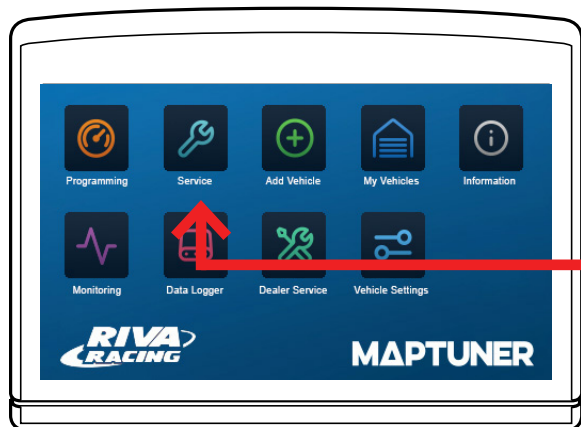 Programming Service Add Vehicle My Vehicles Information
Monitoring Data Logger Dealer Service Vehicle Settings
RIVA MAPTUNER
RACING